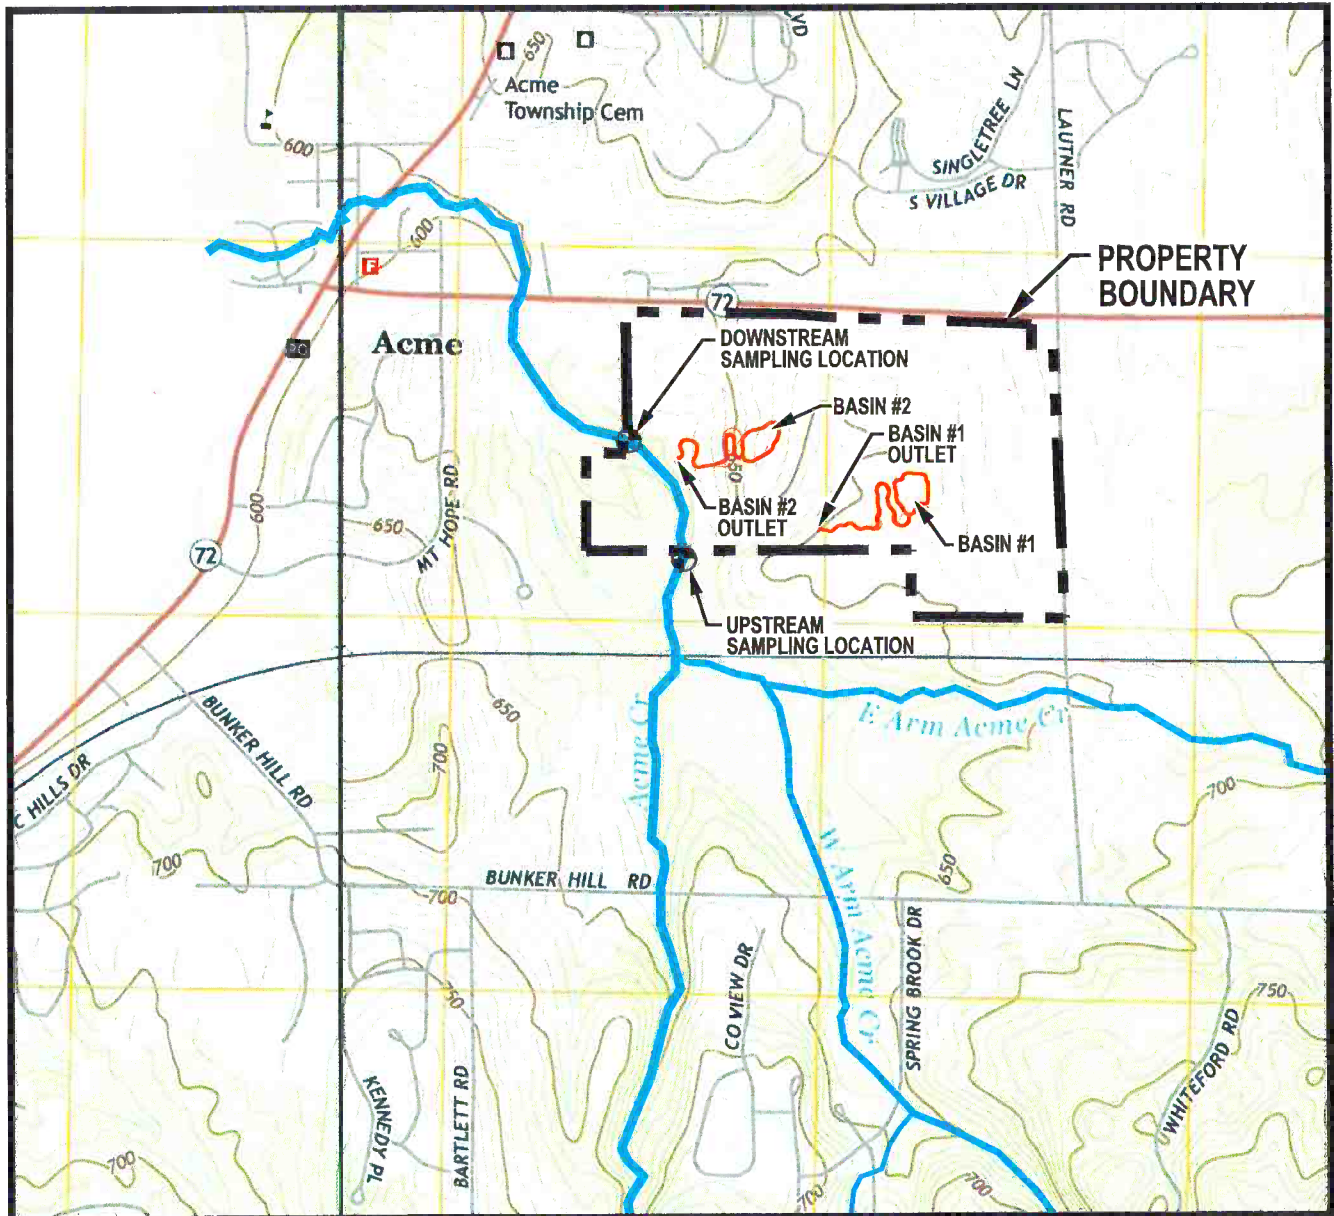 VD
650
Acme
Township Cem
600
SINGLETREE LN
S VILLAGE DR
LAUTNER RD
600
F
PROPERTY
BOUNDARY
72
PO
Acme
DOWNSTREAM
SAMPLING LOCATION
BASIN #2
BASIN #1
OUTLET
650
BASIN #2
OUTLET
BASIN #1
600
650
MT HOPE RD
72
UPSTREAM
SAMPLING LOCATION
BUNKER HILL RD
650
700
Acme Cr
E Arm Acme Cr
C HILLS DR
700
700
W Arm Acme Cr
650
BUNKER HILL RD
700
750
CO VIEW DR
SPRING BROOK DR
750
WHITEFORD RD
KENNEDY PL
BARTLETT RD
700
700
700